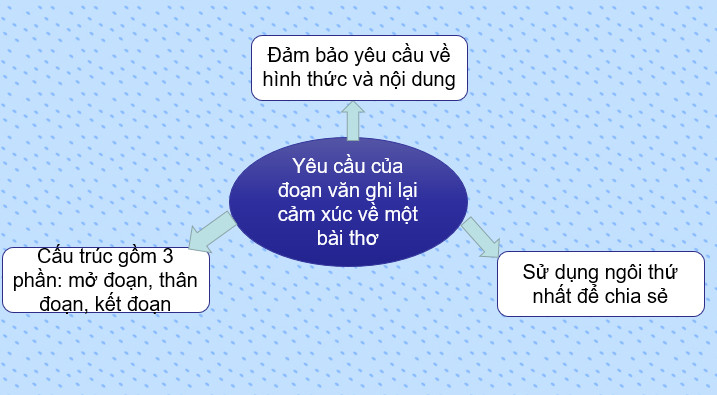 Đảm bảo yêu cầu về
hình thức và nội dung
Yêu cầu của
đoạn văn ghi lại
cảm xúc về một
bài thơ
Cấu trúc gồm 3
phần: mở đoạn, thân
đoạn, kết đoạn
Sử dụng ngôi thứ
nhất để chia sẻ